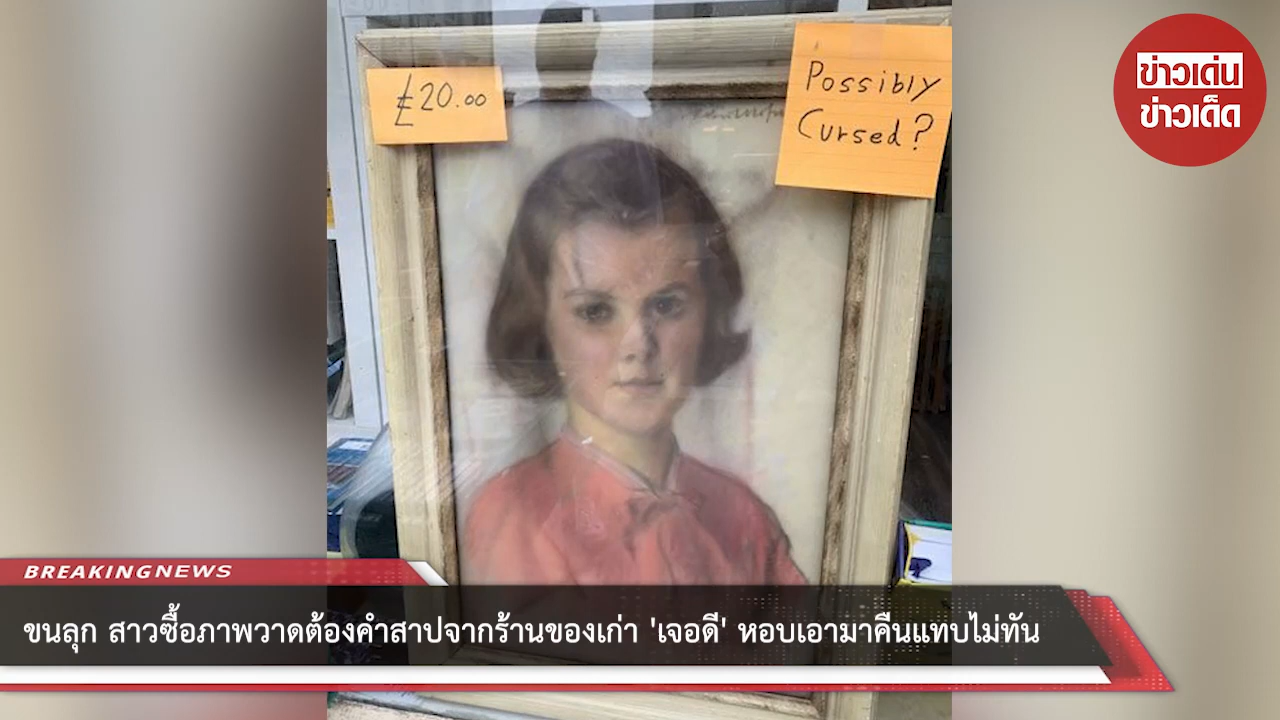 £20.00
Possibly
Cursed?
ข่าวเด่น
ข่าวเด็ด
BREAKINGNEWS
ขนลุก สาวซื้อภาพวาดต้องคำสาปจากร้านของเก่า 'เจอดี' หอบเอามาคืนแทบไม่ทัน